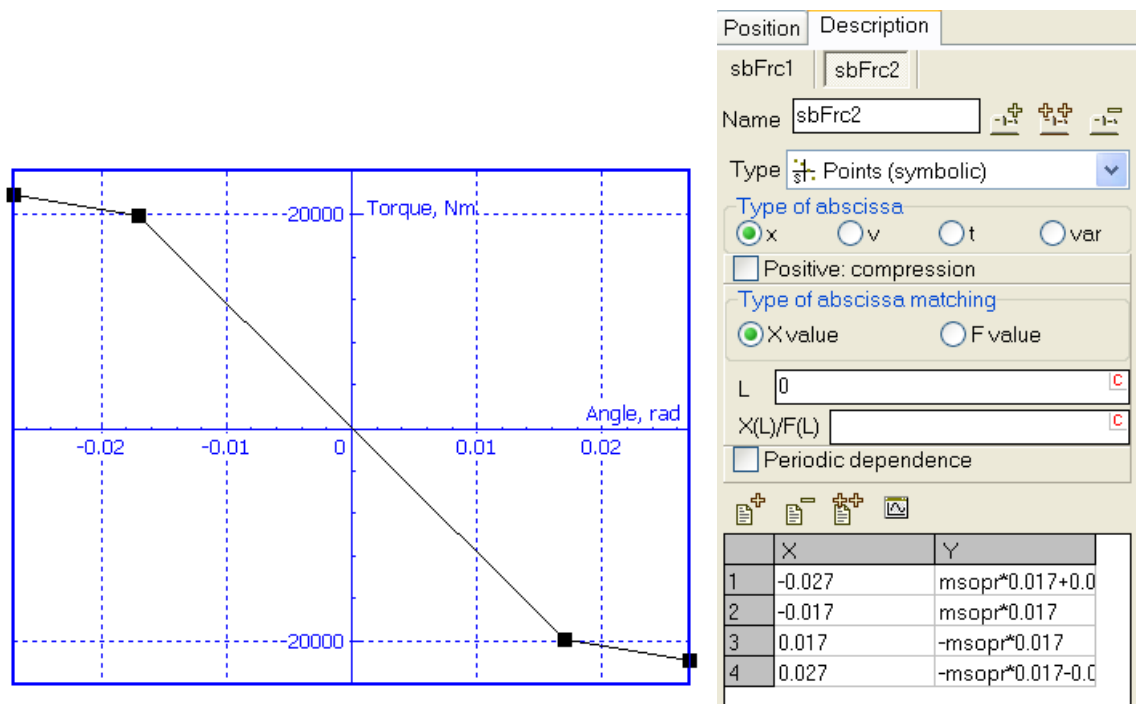 20000
Torque, Nm
Angle, rad
-0.02
-0.01
0
0.01
0.02
-20000
Position Description
sbFrc1 sbFrc2
Name sbFrc2
Type Points (symbolic)
Type of abscissa
x v t var
Positive: compression
Type of abscissa matching
X value F value
L 0 C
X(L)/F(L) C
Periodic dependence
X Y
1 -0.027 msopr*0.017+0.0
2 -0.017 msopr*0.017
3 0.017 -msopr*0.017
4 0.027 -msopr*0.017-0.0